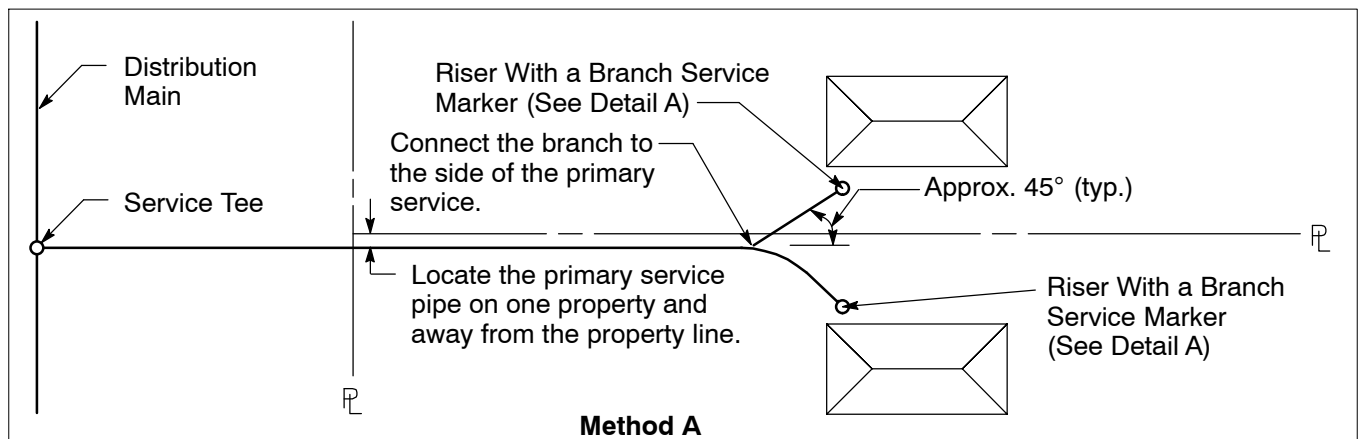 Distribution
Main
Service Tee
Riser With a Branch Service
Marker (See Detail A)
Connect the branch to
the side of the primary
service.
Approx. 45° (typ.)
PL
Locate the primary service
pipe on one property and
away from the property line.
Riser With a Branch
Service Marker
(See Detail A)
PL
Method A